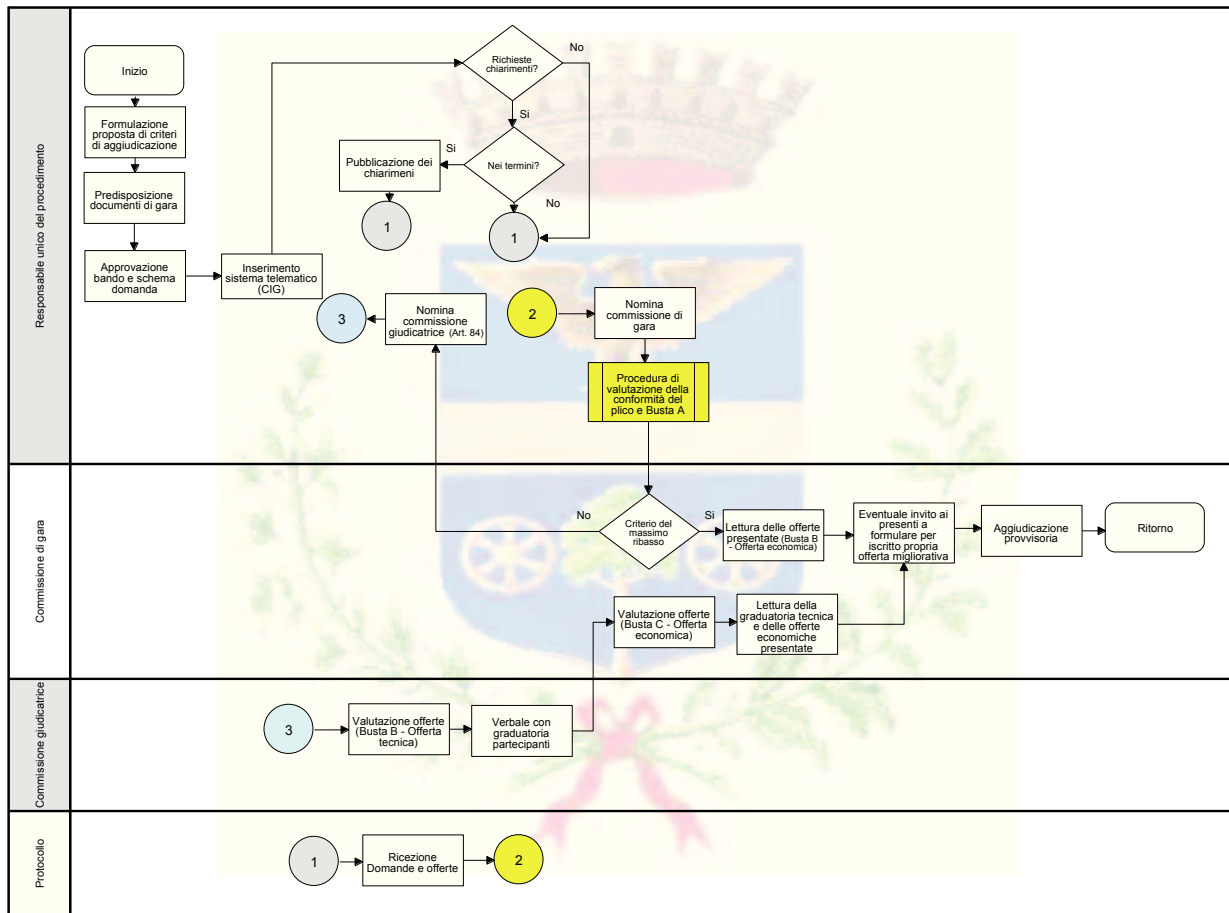 Responsabile unico del procedimento
Inizio
Formulazione
proposta di criteri
di aggiudicazione
Predisposizione
documenti di gara
Approvazione
bando e schema
domanda
Inserimento
sistema telematico
(CIG)
Richieste
chiarimenti?
No
Si
Nei termini?
Si
No
Pubblicazione dei
chiarimeni
1
1
3
Nomina
commissione
giudicatrice (Art. 84)
2
Nomina
commissione di
gara
Procedura di
valutazione della
conformità del
plico e Busta A
Commissione di gara
No
Criterio del
massimo
ribasso
Si
Lettura delle offerte
presentate (Busta B
- Offerta economica)
Eventuale invito ai
presenti a
formulare per
iscritto propria
offerta migliorativa
Aggiudicazione
provvisoria
Ritorno
Valutazione offerte
(Busta C - Offerta
economica)
Lettura della
graduatoria tecnica
e delle offerte
economiche
presentate
Commissione giudicatrice
3
Valutazione offerte
(Busta B - Offerta
tecnica)
Verbale con
graduatoria
partecipanti
Protocollo
1
Ricezione
Domande e offerte
2